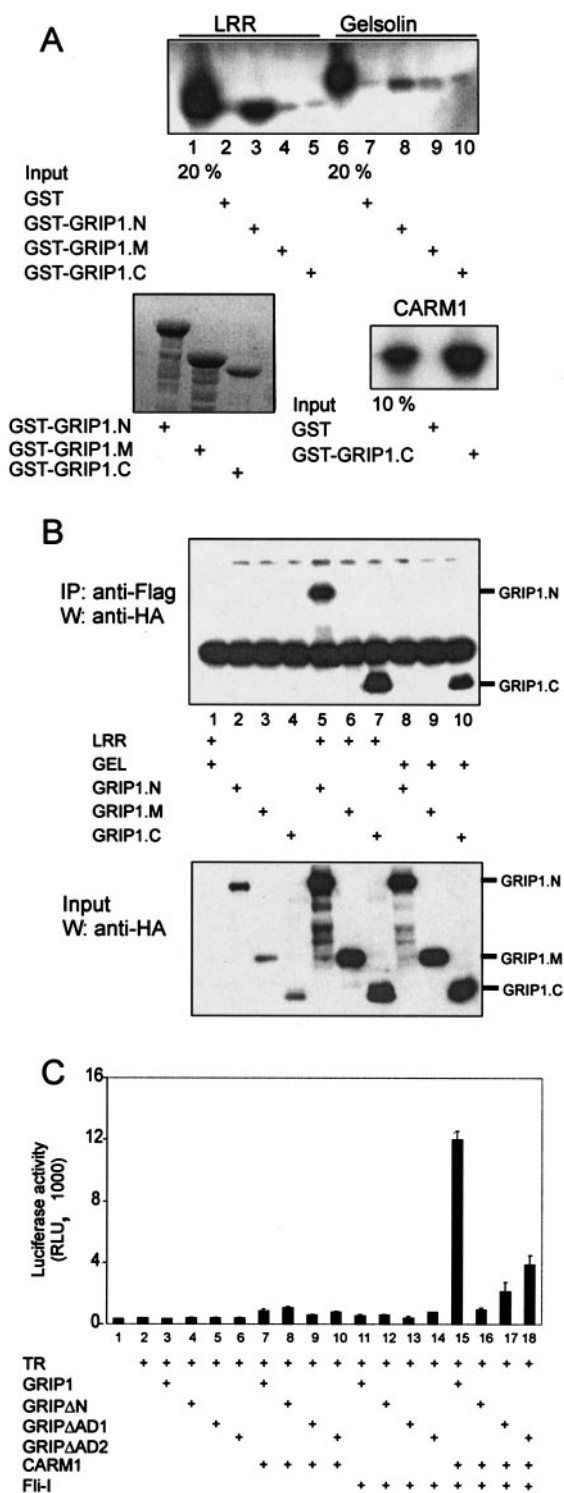 A
LRR Gelsolin
1 2 3 4 5 6 7 8 9 10
Input 20 % 20 %
GST + +
GST-GRIP1.N + +
GST-GRIP1.M + +
GST-GRIP1.C + +
CARM1
Input 10 %
GST +
GST-GRIP1.C +
GST-GRIP1.N +
GST-GRIP1.M +
GST-GRIP1.C +
B
IP: anti-Flag
W: anti-HA
GRIP1.N
GRIP1.C
1 2 3 4 5 6 7 8 9 10
LRR + + + +
GEL + + + +
GRIP1.N + + +
GRIP1.M + + +
GRIP1.C + + +
Input
W: anti-HA
GRIP1.N
GRIP1.M
GRIP1.C
C
Luciferase activity
(RLU, 1000)
16
12
8
4
0
1 2 3 4 5 6 7 8 9 10 11 12 13 14 15 16 17 18
TR + + + + + + + + + + + + + + + + +
GRIP1 + + + +
GRIPΔN + + + +
GRIPΔAD1 + + + +
GRIPΔAD2 + + + +
CARM1 + + + + + + + +
Fli-I + + + + + + + +